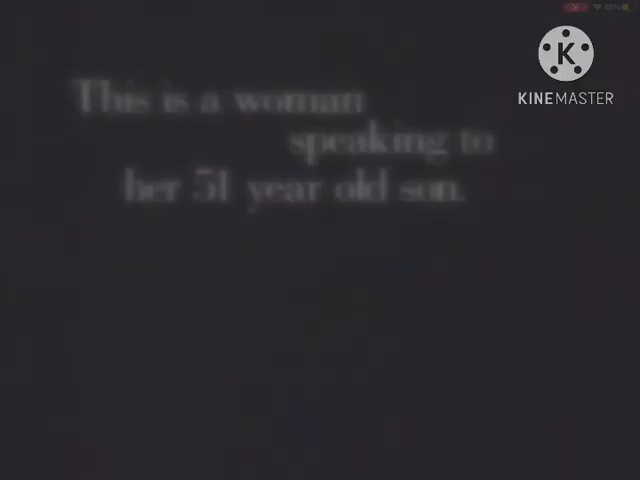 This is a woman
speaking to
her 51 year old son.
KINEMASTER